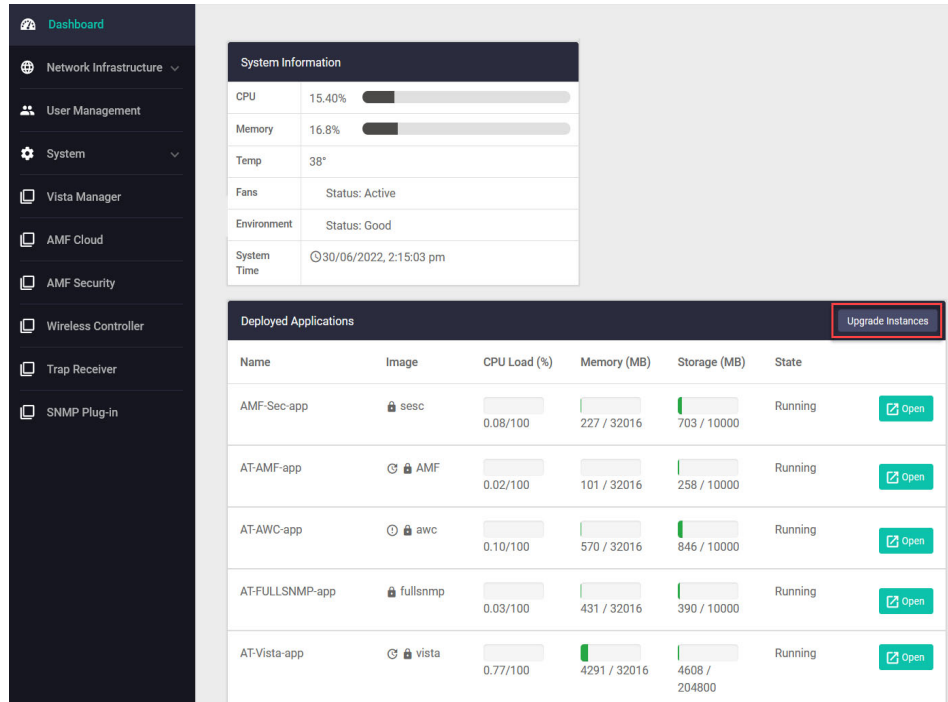 Dashboard
Network Infrastructure
User Management
System
Vista Manager
AMF Cloud
AMF Security
Wireless Controller
Trap Receiver
SNMP Plug-in
System Information
CPU 15.40%
Memory 16.8%
Temp 38°
Fans Status: Active
Environment Status: Good
System
Time
30/06/2022, 2:15:03 pm
Deployed Applications Upgrade Instances
Name Image CPU Load (%) Memory (MB) Storage (MB) State
AMF-Sec-app sesc Running Open
0.08/100 227 / 32016 703 / 10000
AT-AMF-app AMF Running Open
0.02/100 101 / 32016 258 / 10000
AT-AWC-app awc Running Open
0.10/100 570 / 32016 846 / 10000
AT-FULLSNMP-app fullsnmp Running Open
0.03/100 431 / 32016 390 / 10000
AT-Vista-app vista Running Open
0.77/100 4291 / 32016 4608 /
204800